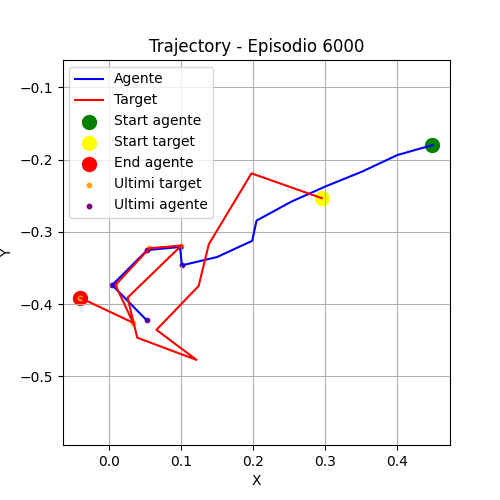 Trajectory - Episodio 6000
Agente
Target
Start agente
Start target
End agente
Ultimi target
Ultimi agente
−0.1
−0.2
−0.3
−0.4
−0.5
Y
0.0 0.1 0.2 0.3 0.4
X